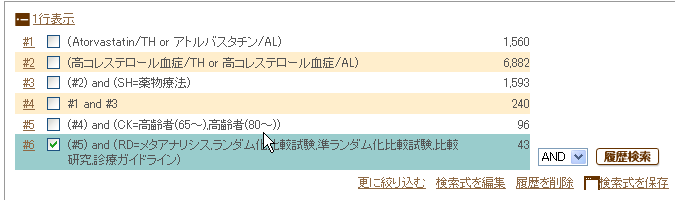 1行表示
#1 (Atorvastatin/TH or アトルバスタチン/AL) 1,560
#2 (高コレステロール血症/TH or 高コレステロール血症/AL) 6,882
#3 (#2) and (SH=薬物療法) 1,593
#4 #1 and #3 240
#5 (#4) and (CK=高齢者(65～),高齢者(80～)) 96
#6 (#5) and (RD=メタアナリシス,ランダム化比較試験,準ランダム化比較試験,比較 43
研究,診療ガイドライン)
AND 履歴検索
更に絞り込む 検索式を編集 履歴を削除 検索式を保存